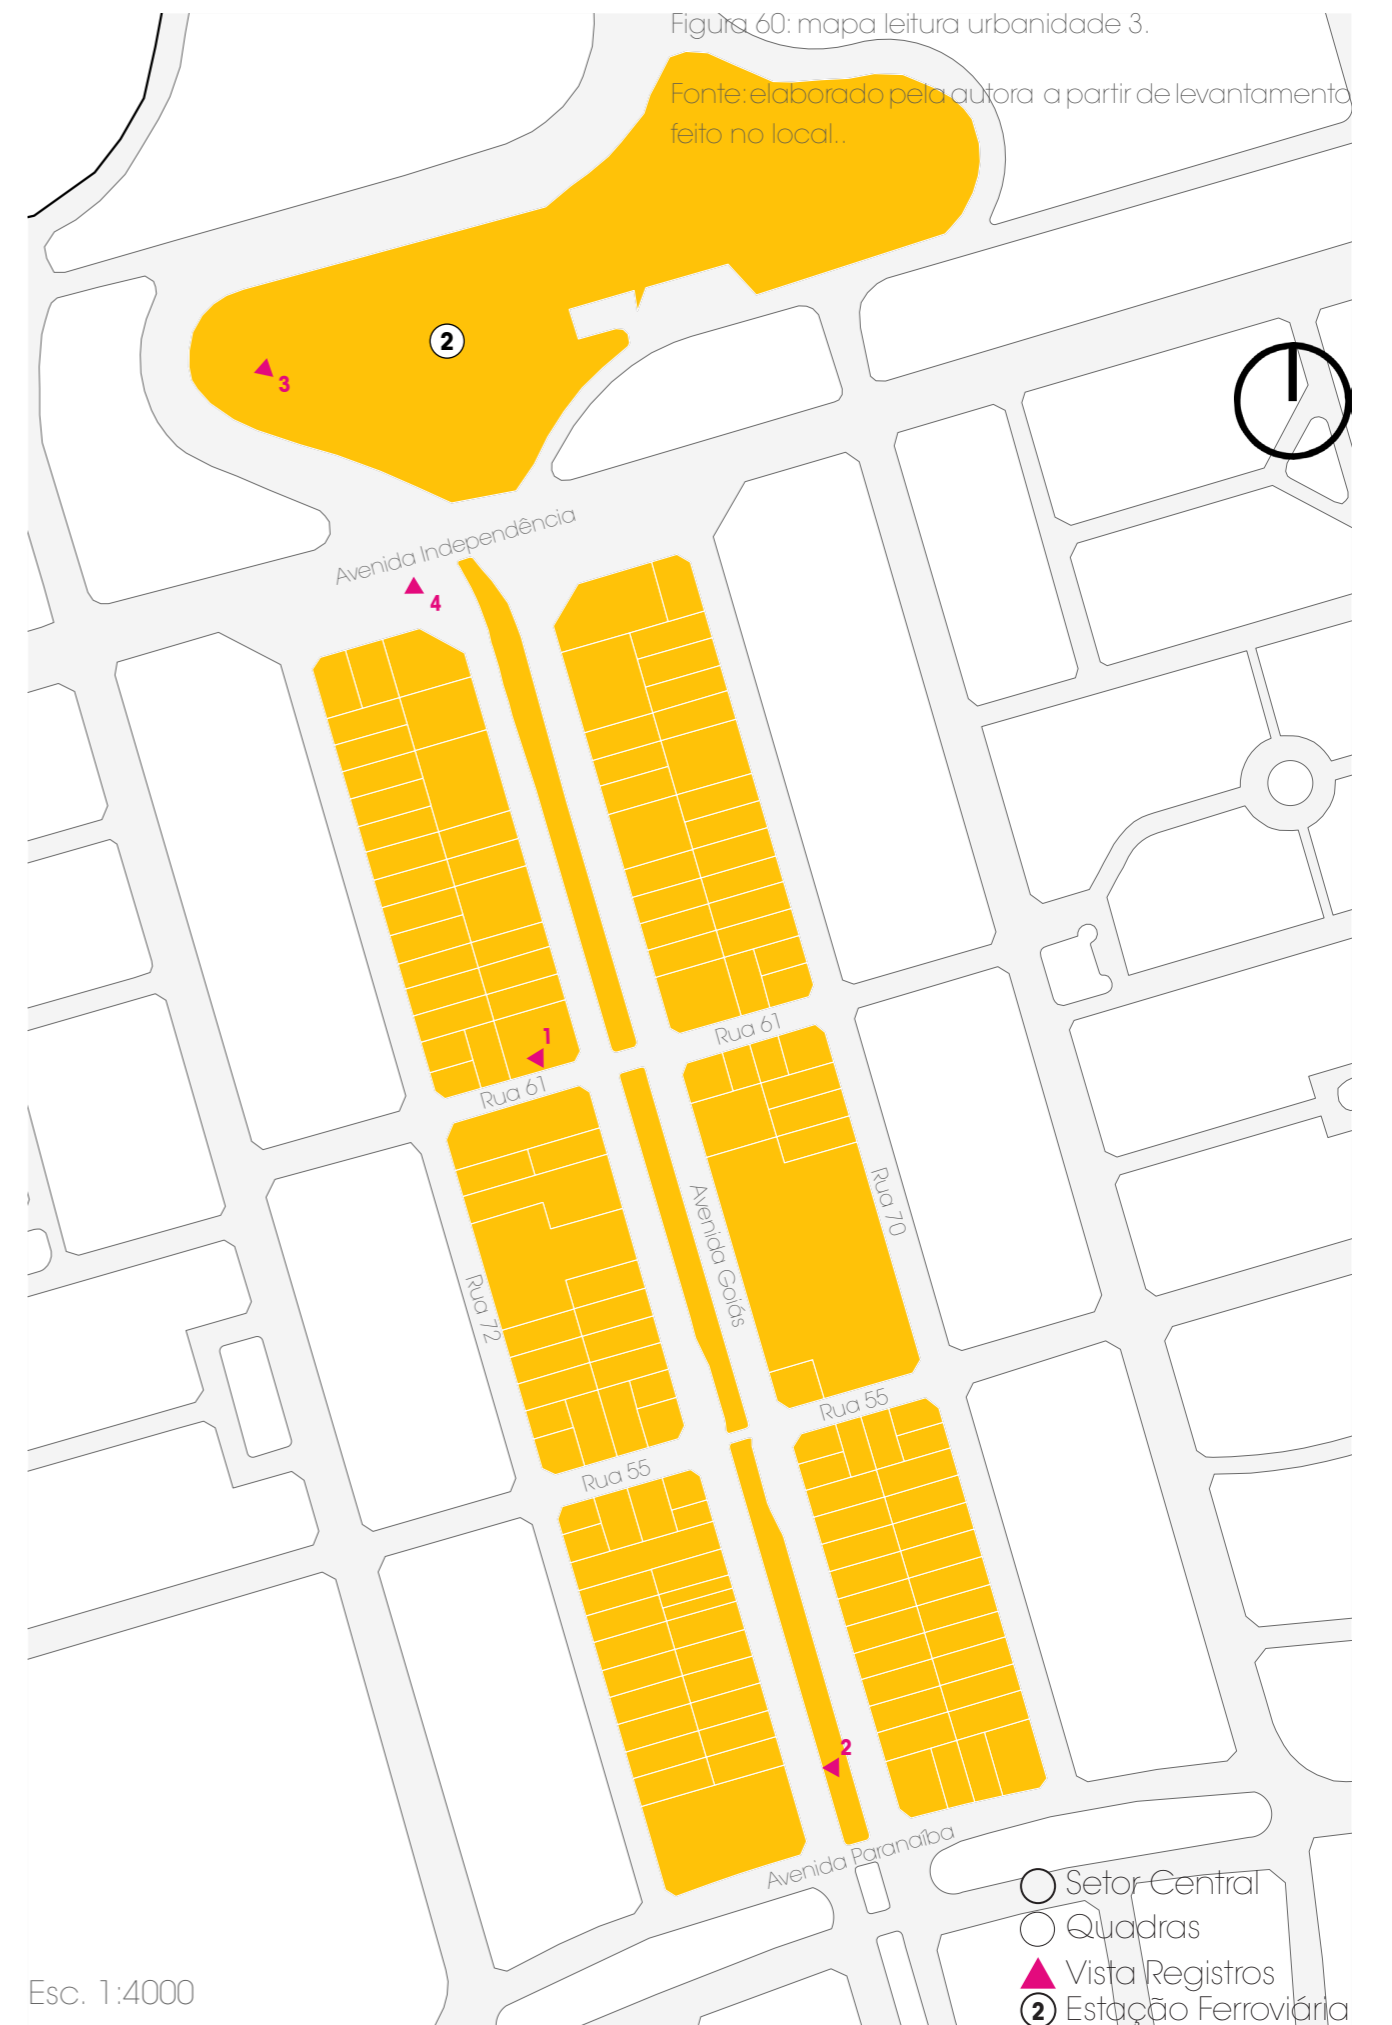 Figura 60: mapa leitura urbanidade 3.
Fonte:elaborado pela autora a partir de levantamento
feito no local..
2
3
Avenida Independência
4
1
Rua 61
Rua 61
Rua 70
Avenida Goiás
Rua 72
Rua 55
Rua 55
2
Avenida Paranaíba
Setor Central
Quadras
Vista Registros
2 Estação Ferroviária
Esc. 1:4000